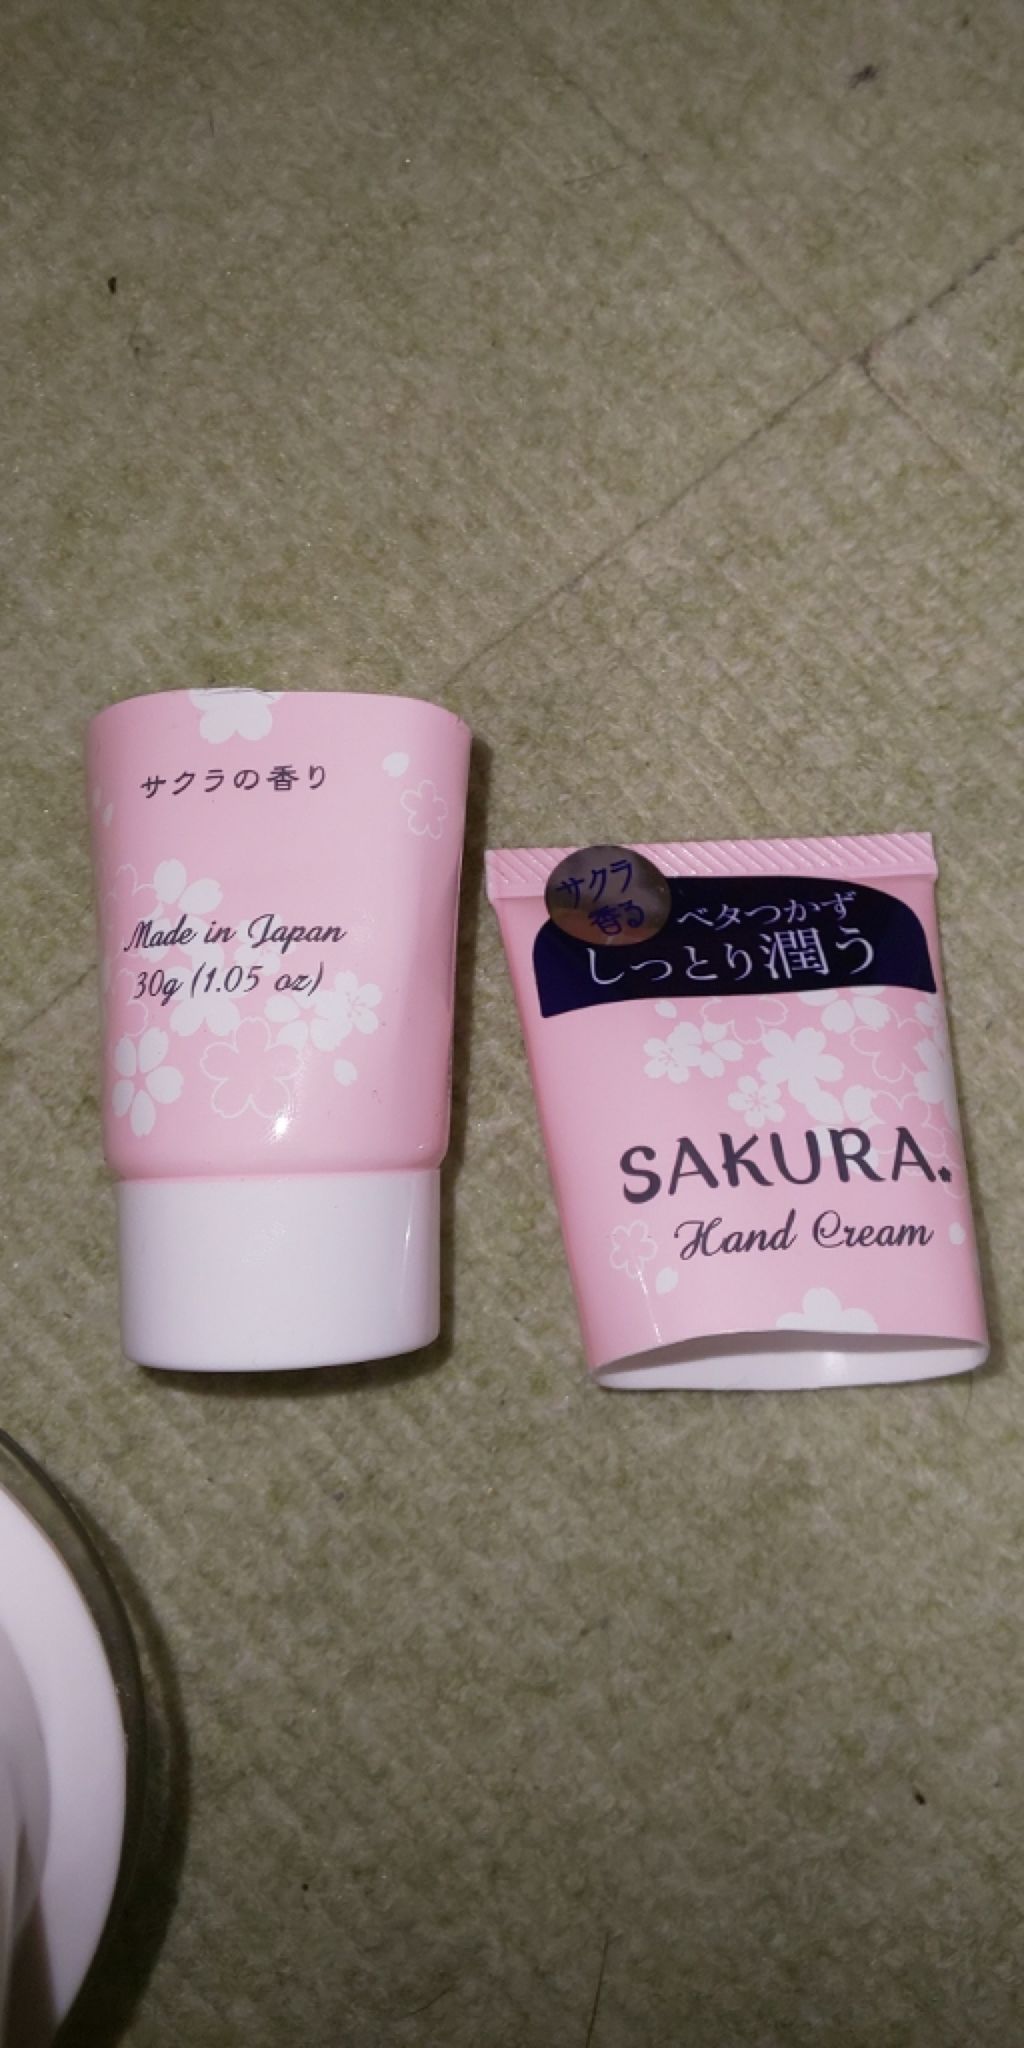 サクラの香り
Made in Japan
30g (1.05 oz)
サクラ
香る
ベタつかず
しっとり潤う
SAKURA.
Hand Cream